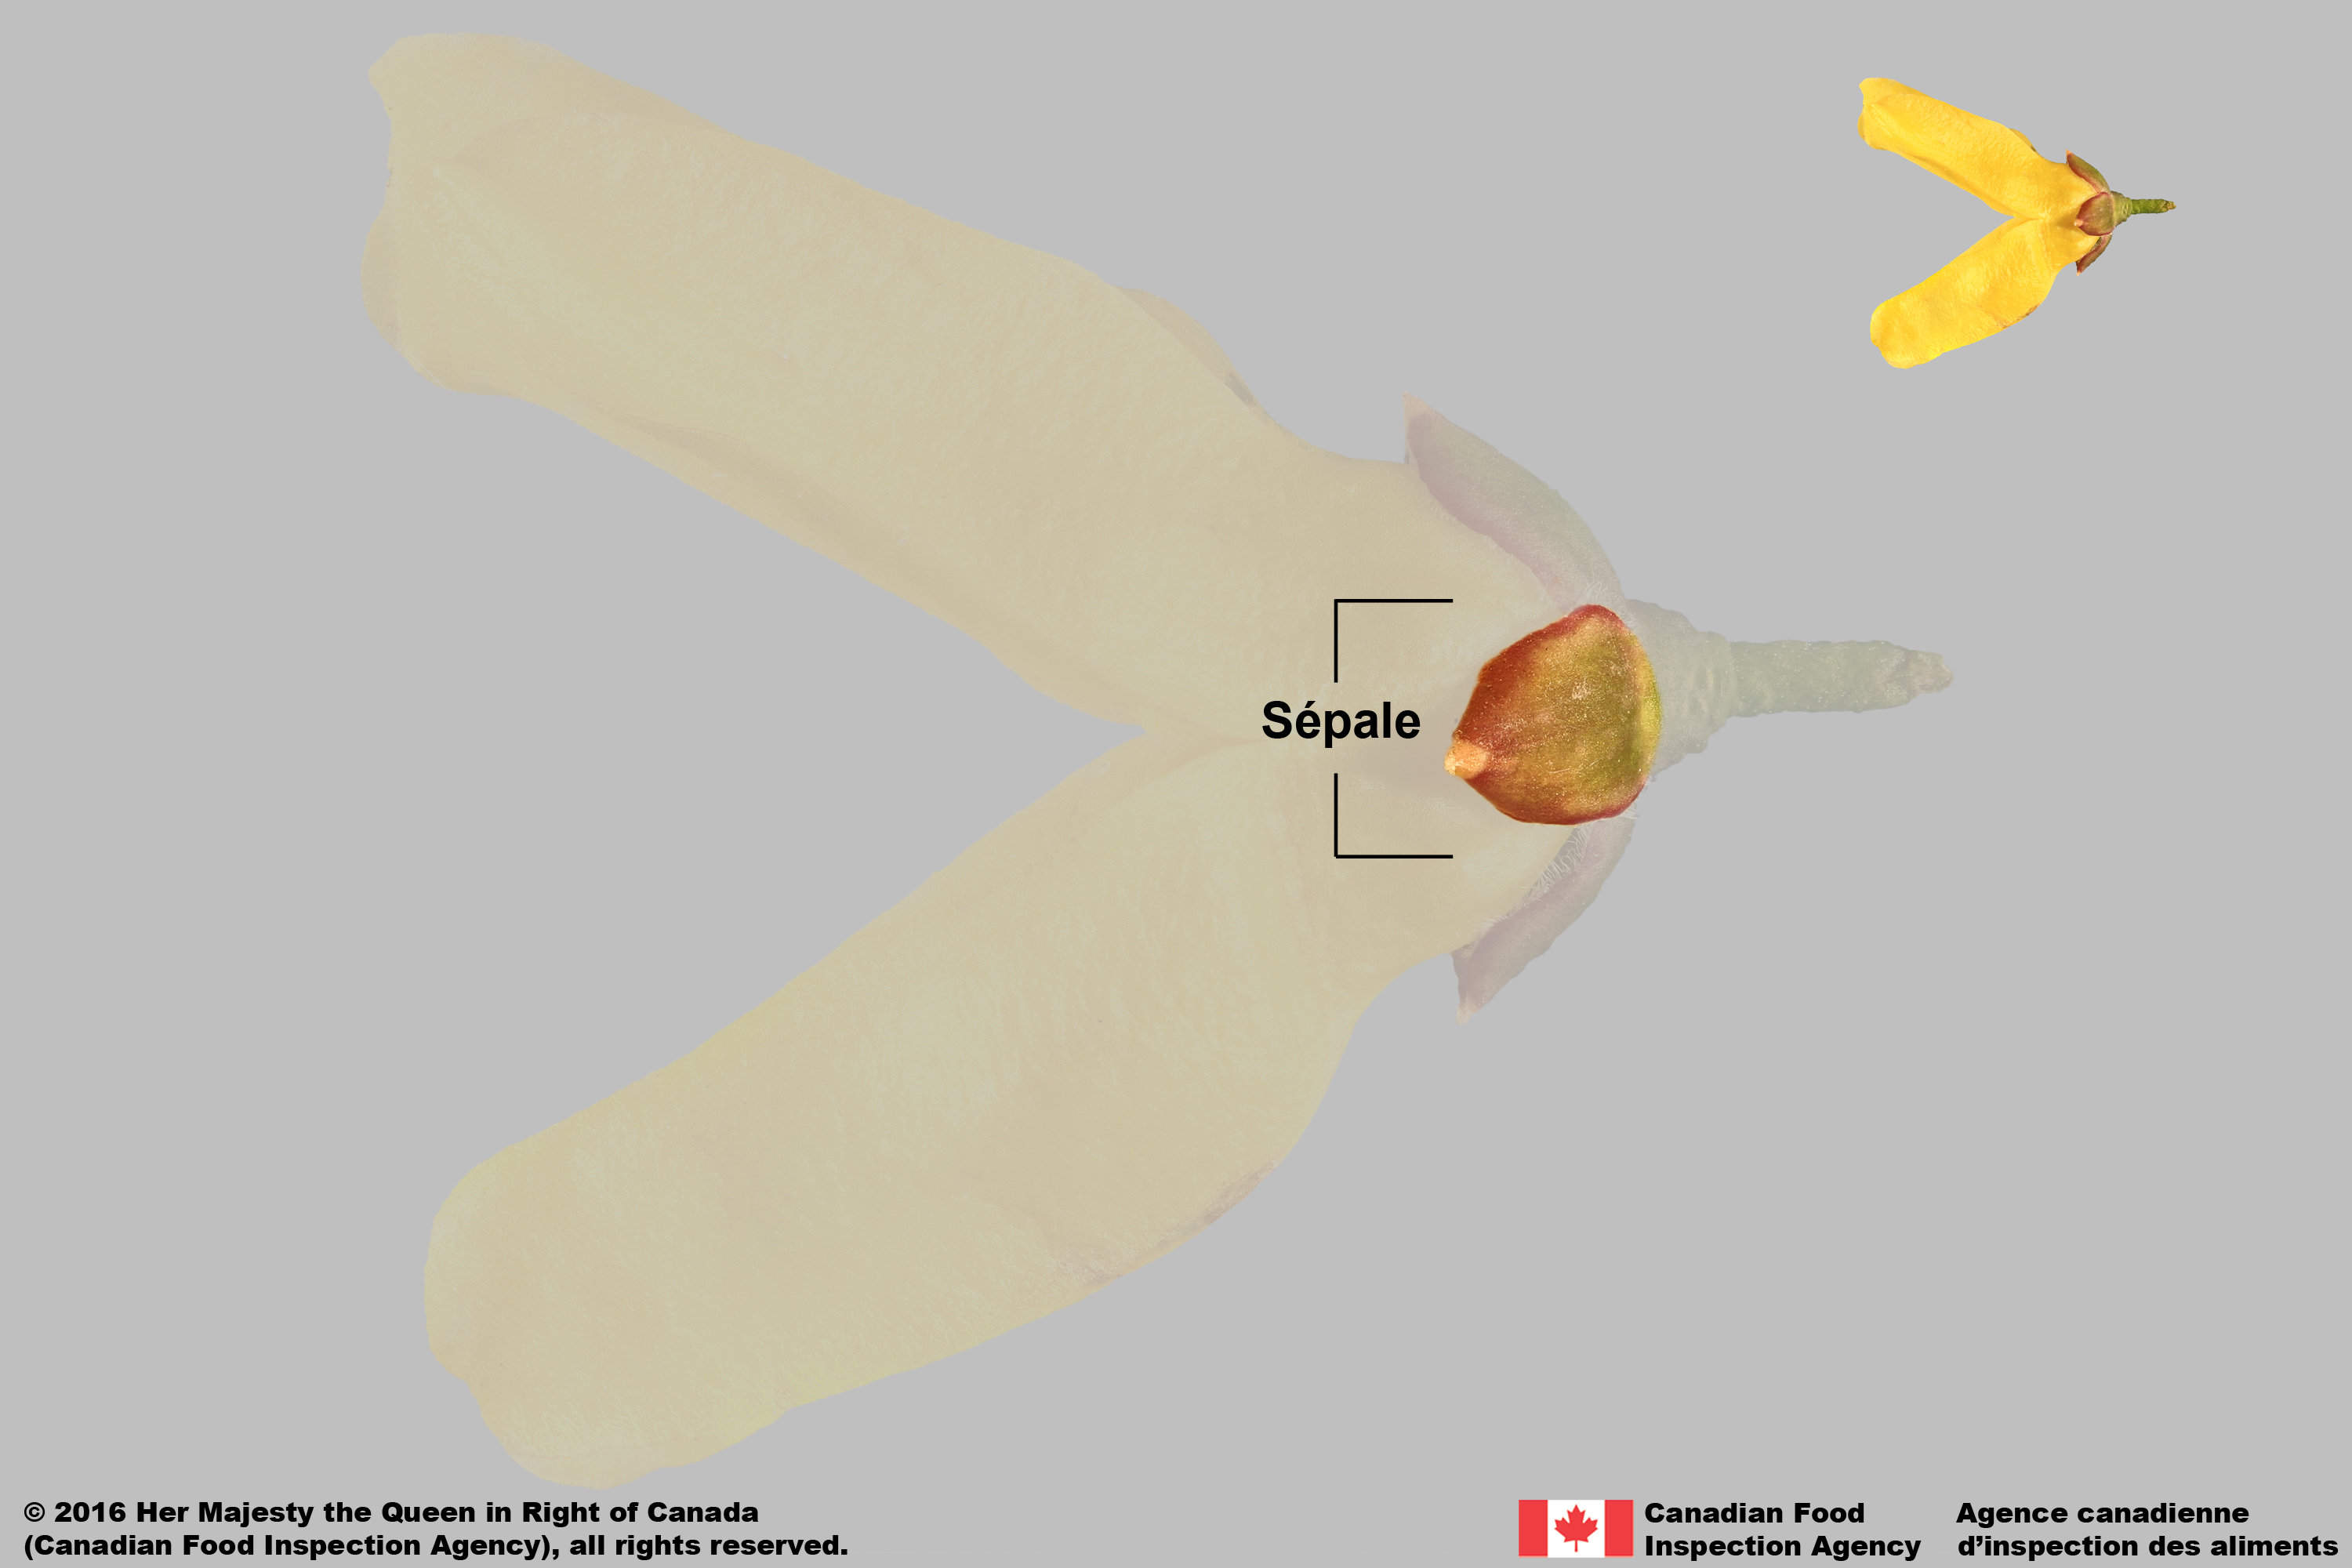 Sépale
© 2016 Her Majesty the Queen in Right of Canada
(Canadian Food Inspection Agency), all rights reserved.
Canadian Food
Inspection Agency
Agence canadienne
d’inspection des aliments